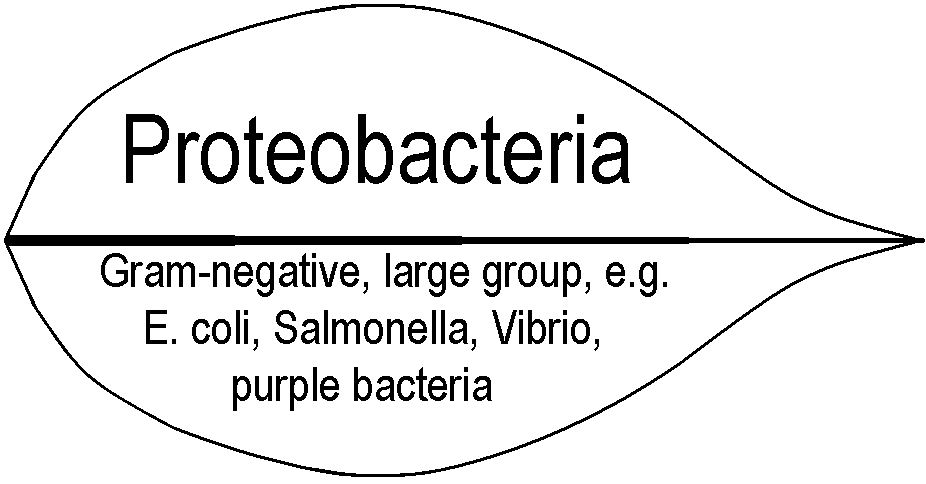 Proteobacteria
Gram-negative, large group, e.g.
E. coli, Salmonella, Vibrio,
purple bacteria